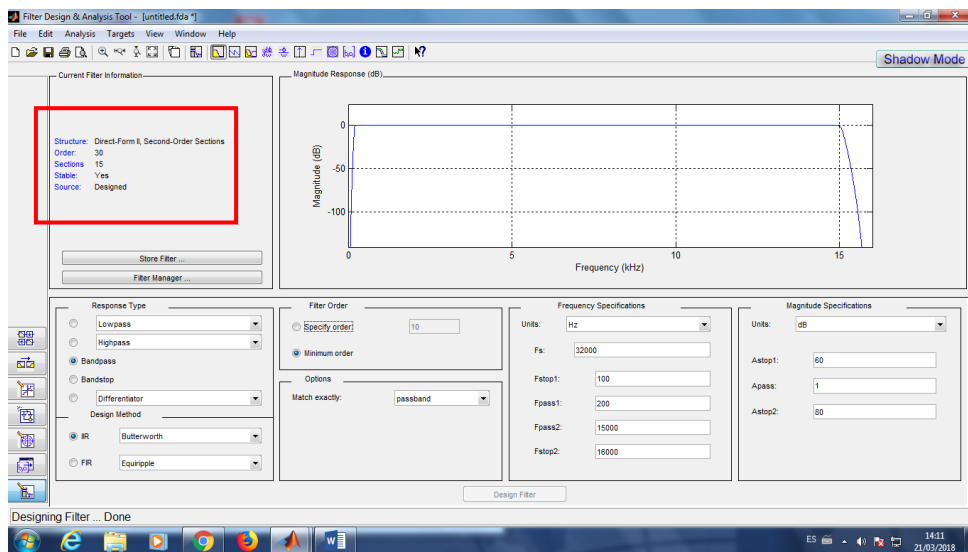 Filter Design & Analysis Tool - [untitled.fda *]
File Edit Analysis Targets View Window Help
Shadow Mode
Current Filter Information
Structure: Direct-Form II, Second-Order Sections
Order: 30
Sections 15
Stable: Yes
Source: Designed
Store Filter ...
Filter Manager ...
Magnitude Response (dB)
0
-50
-100
Magnitude (dB)
0 5 10 15
Frequency (kHz)
Response Type
Lowpass
Highpass
Bandpass
Bandstop
Differentiator
Design Method
IIR Butterworth
FIR Equiripple
Filter Order
Specify order: 10
Minimum order
Options
Match exactly: passband
Frequency Specifications
Units: Hz
Fs: 32000
Fstop1: 100
Fpass1: 200
Fpass2: 15000
Fstop2: 16000
Magnitude Specifications
Units: dB
Astop1: 60
Apass: 1
Astop2: 80
Design Filter
Designing Filter ... Done
ES 14:11
21/03/2018